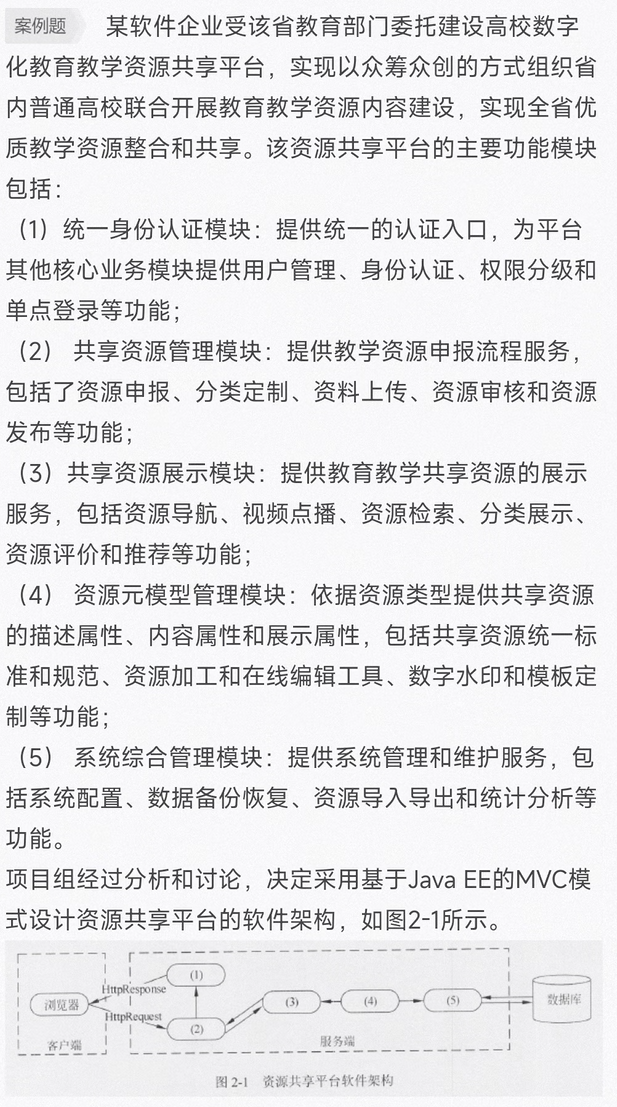 案例题 某软件企业受该省教育部门委托建设高校数字
化教育教学资源共享平台，实现以众筹众创的方式组织省
内普通高校联合开展教育教学资源内容建设，实现全省优
质教学资源整合和共享。该资源共享平台的主要功能模块
包括：
（1）统一身份认证模块：提供统一的认证入口，为平台
其他核心业务模块提供用户管理、身份认证、权限分级和
单点登录等功能；
（2） 共享资源管理模块：提供教学资源申报流程服务，
包括了资源申报、分类定制、资料上传、资源审核和资源
发布等功能；
（3）共享资源展示模块：提供教育教学共享资源的展示
服务，包括资源导航、视频点播、资源检索、分类展示、
资源评价和推荐等功能；
（4） 资源元模型管理模块：依据资源类型提供共享资源
的描述属性、内容属性和展示属性，包括共享资源统一标
准和规范、资源加工和在线编辑工具、数字水印和模板定
制等功能；
（5） 系统综合管理模块：提供系统管理和维护服务，包
括系统配置、数据备份恢复、资源导入导出和统计分析等
功能。
项目组经过分析和讨论，决定采用基于Java EE的MVC模
式设计资源共享平台的软件架构，如图2-1所示。
(1)
HttpResponse
浏览器
(3)
(4)
(5)
数据库
HttpRequest
(2)
客户端
服务端
图 2-1 资源共享平台软件架构